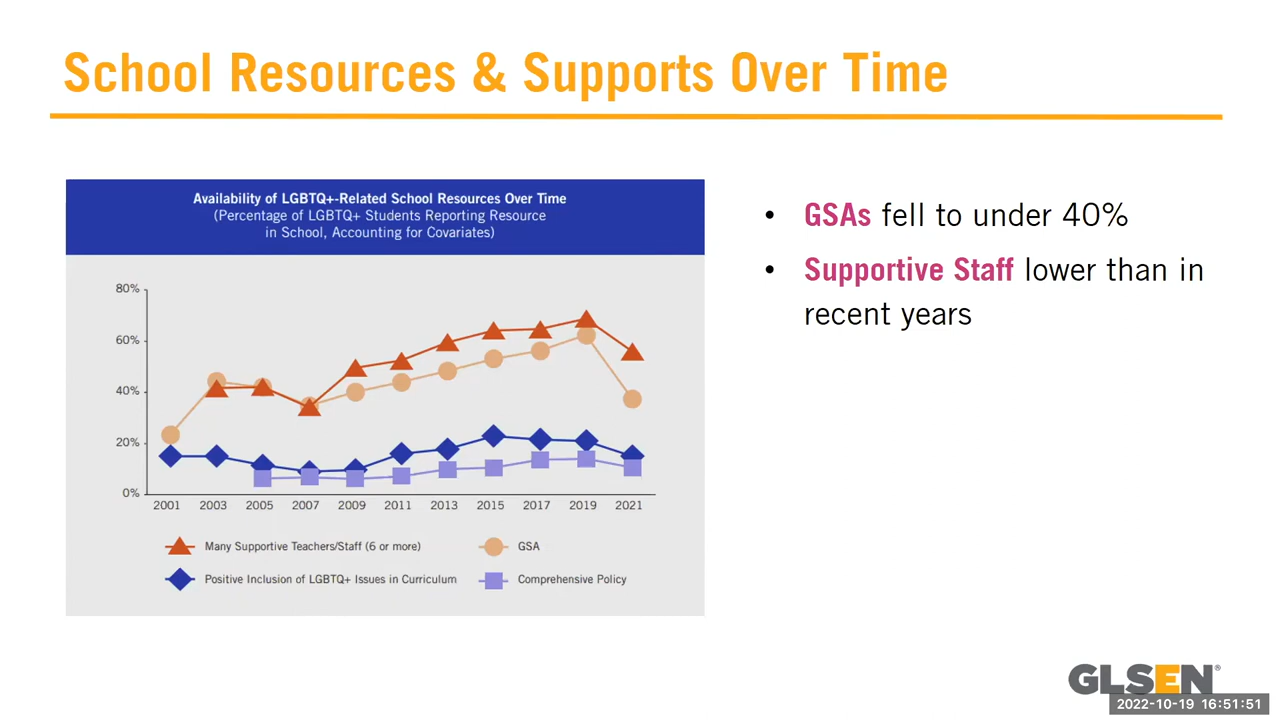 School Resources & Supports Over Time
Availability of LGBTQ+-Related School Resources Over Time
(Percentage of LGBTQ+ Students Reporting Resource
in School, Accounting for Covariates)
80%
60%
40%
20%
0%
2001 2003 2005 2007 2009 2011 2013 2015 2017 2019 2021
Many Supportive Teachers/Staff (6 or more) GSA
Positive Inclusion of LGBTQ+ Issues in Curriculum Comprehensive Policy
• GSAs fell to under 40%
• Supportive Staff lower than in
recent years
GLSEN®
2022-10-19 16:51:51